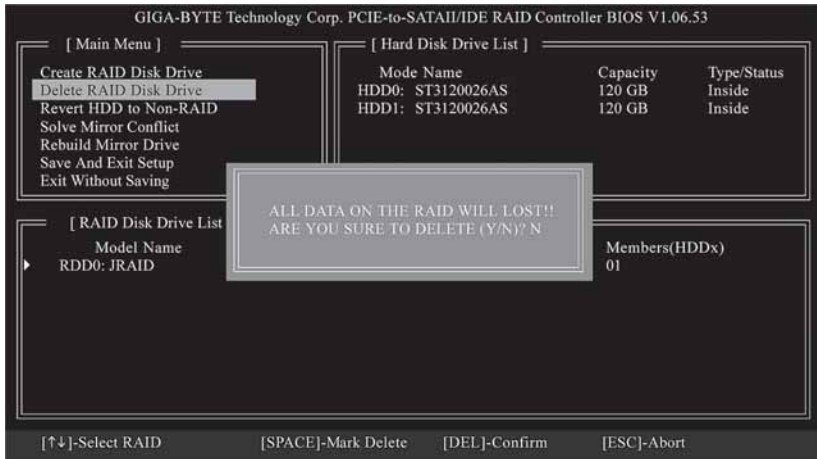 GIGA-BYTE Technology Corp. PCIE-to-SATAII/IDE RAID Controller BIOS V1.06.53
[ Main Menu ]
Create RAID Disk Drive
Delete RAID Disk Drive
Revert HDD to Non-RAID
Solve Mirror Conflict
Rebuild Mirror Drive
Save And Exit Setup
Exit Without Saving
[ Hard Disk Drive List ]
Mode Name Capacity Type/Status
HDD0: ST3120026AS 120 GB Inside
HDD1: ST3120026AS 120 GB Inside
ALL DATA ON THE RAID WILL LOST!!
ARE YOU SURE TO DELETE (Y/N)? N
[ RAID Disk Drive List
Model Name Members(HDDx)
RDD0: JRAID 01
[↑↓]-Select RAID [SPACE]-Mark Delete [DEL]-Confirm [ESC]-Abort